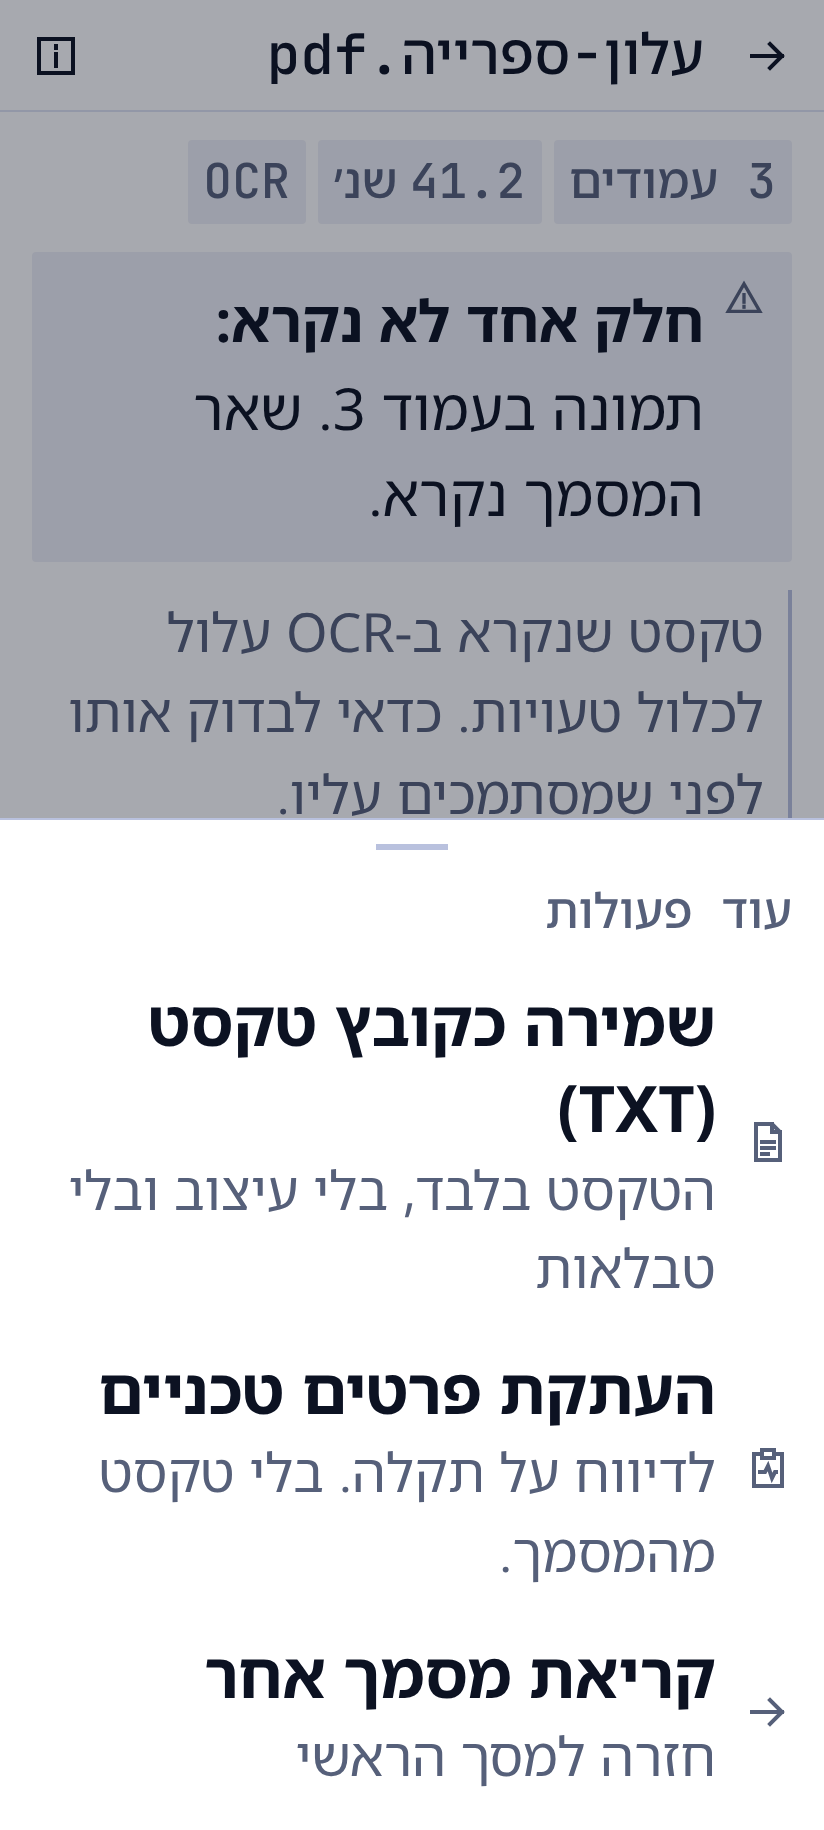 עלון-ספרייה.pdf
3 עמודים
41.2 שנ׳
OCR
חלק אחד לא נקרא:
תמונה בעמוד 3. שאר
המסמך נקרא.
טקסט שנקרא ב-OCR עלול
לכלול טעויות. כדאי לבדוק אותו
לפני שמסתמכים עליו.
עוד פעולות
שמירה כקובץ טקסט
(TXT)
הטקסט בלבד, בלי עיצוב ובלי
טבלאות
העתקת פרטים טכניים
לדיווח על תקלה. בלי טקסט
מהמסמך.
קריאת מסמך אחר
חזרה למסך הראשי